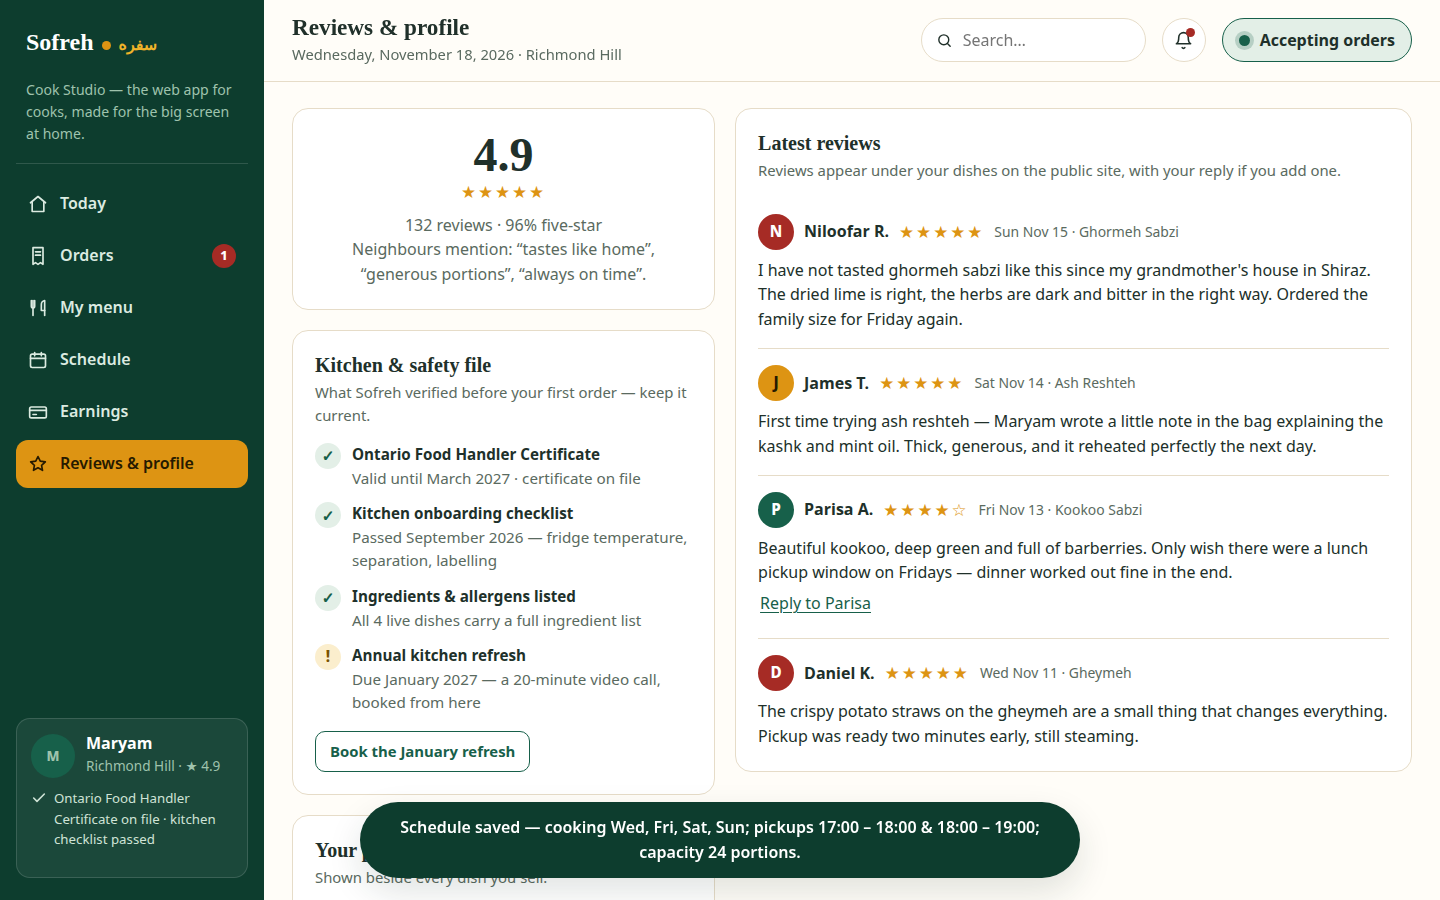 Sofreh سفره
Cook Studio — the web app for
cooks, made for the big screen
at home.
Today
Orders 1
My menu
Schedule
Earnings
Reviews & profile
M
Maryam
Richmond Hill · ★ 4.9
Ontario Food Handler
Certificate on file · kitchen
checklist passed
Reviews & profile
Wednesday, November 18, 2026 · Richmond Hill
Search…
Accepting orders
4.9
★★★★★
132 reviews · 96% five-star
Neighbours mention: “tastes like home”,
“generous portions”, “always on time”.
Kitchen & safety file
What Sofreh verified before your first order — keep it
current.
✓ Ontario Food Handler Certificate
Valid until March 2027 · certificate on file
✓ Kitchen onboarding checklist
Passed September 2026 — fridge temperature,
separation, labelling
✓ Ingredients & allergens listed
All 4 live dishes carry a full ingredient list
! Annual kitchen refresh
Due January 2027 — a 20-minute video call,
booked from here
Book the January refresh
Your
Shown beside every dish you sell.
Latest reviews
Reviews appear under your dishes on the public site, with your reply if you add one.
N Niloofar R. ★★★★★ Sun Nov 15 · Ghormeh Sabzi
I have not tasted ghormeh sabzi like this since my grandmother's house in Shiraz.
The dried lime is right, the herbs are dark and bitter in the right way. Ordered the
family size for Friday again.
J James T. ★★★★★ Sat Nov 14 · Ash Reshteh
First time trying ash reshteh — Maryam wrote a little note in the bag explaining the
kashk and mint oil. Thick, generous, and it reheated perfectly the next day.
P Parisa A. ★★★★☆ Fri Nov 13 · Kookoo Sabzi
Beautiful kookoo, deep green and full of barberries. Only wish there were a lunch
pickup window on Fridays — dinner worked out fine in the end.
Reply to Parisa
D Daniel K. ★★★★★ Wed Nov 11 · Gheymeh
The crispy potato straws on the gheymeh are a small thing that changes everything.
Pickup was ready two minutes early, still steaming.
Schedule saved — cooking Wed, Fri, Sat, Sun; pickups 17:00 – 18:00 & 18:00 – 19:00;
capacity 24 portions.